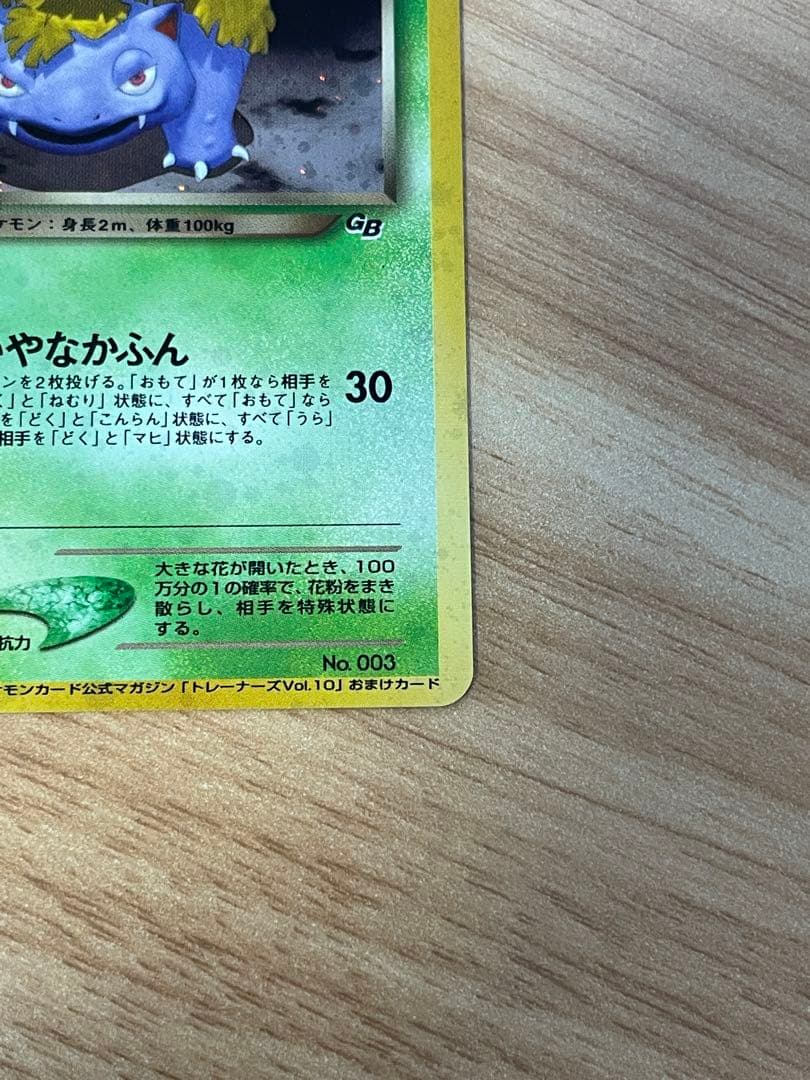 ケモン：身長2m、体重100kg
GB
やなかふん
ンを2枚投げる。「おもて」が1枚なら相手を
」と「ねむり」状態に、すべて「おもて」なら
を「どく」と「こんらん」状態に、すべて「うら」
相手を「どく」と「マヒ」状態にする。
30
大きな花が開いたとき、100
万分の1の確率で、花粉をまき
散らし、相手を特殊状態に
する。
抗力
No. 003
モンカード公式マガジン「トレーナーズVol.10」おまけカード